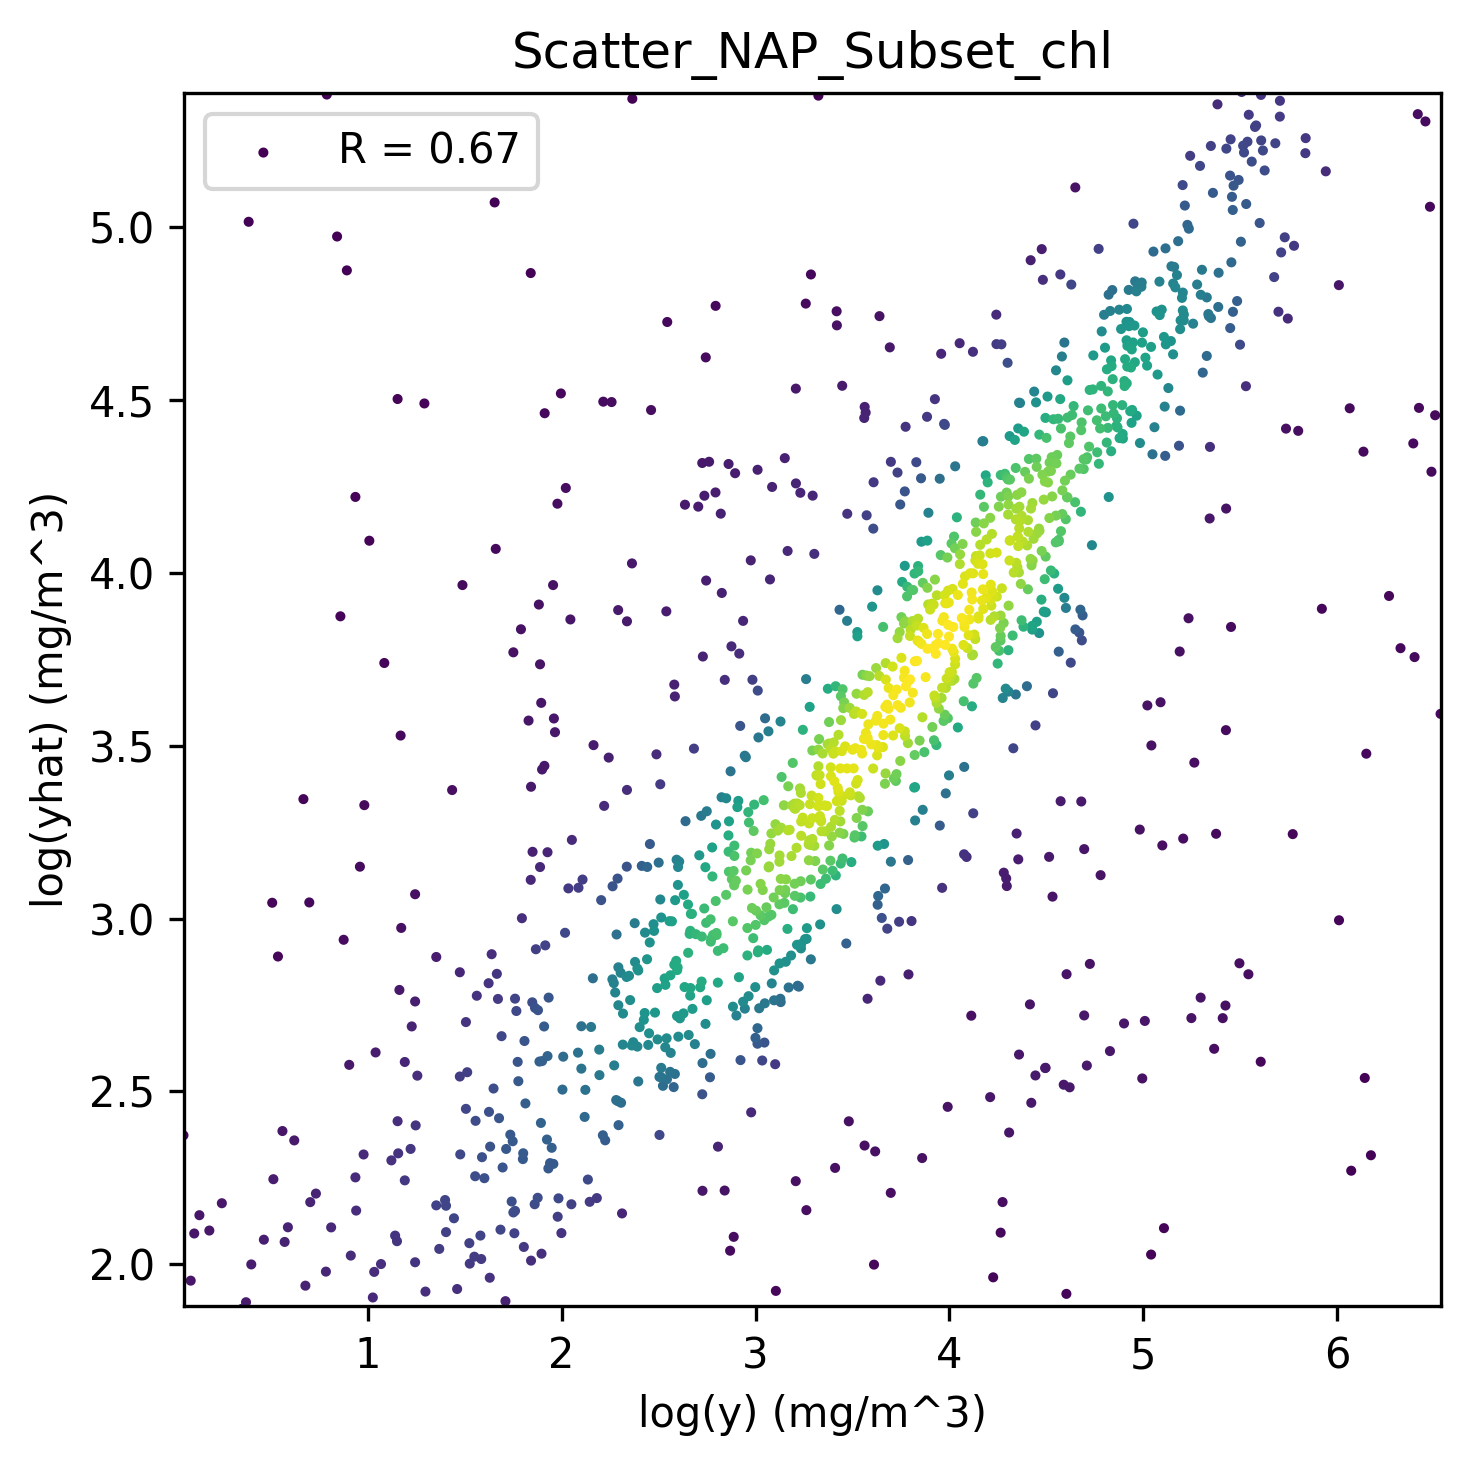 Scatter_NAP_Subset_chl
R = 0.67
log(yhat) (mg/m^3)
5.0
4.5
4.0
3.5
3.0
2.5
2.0
1 2 3 4 5 6
log(y) (mg/m^3)